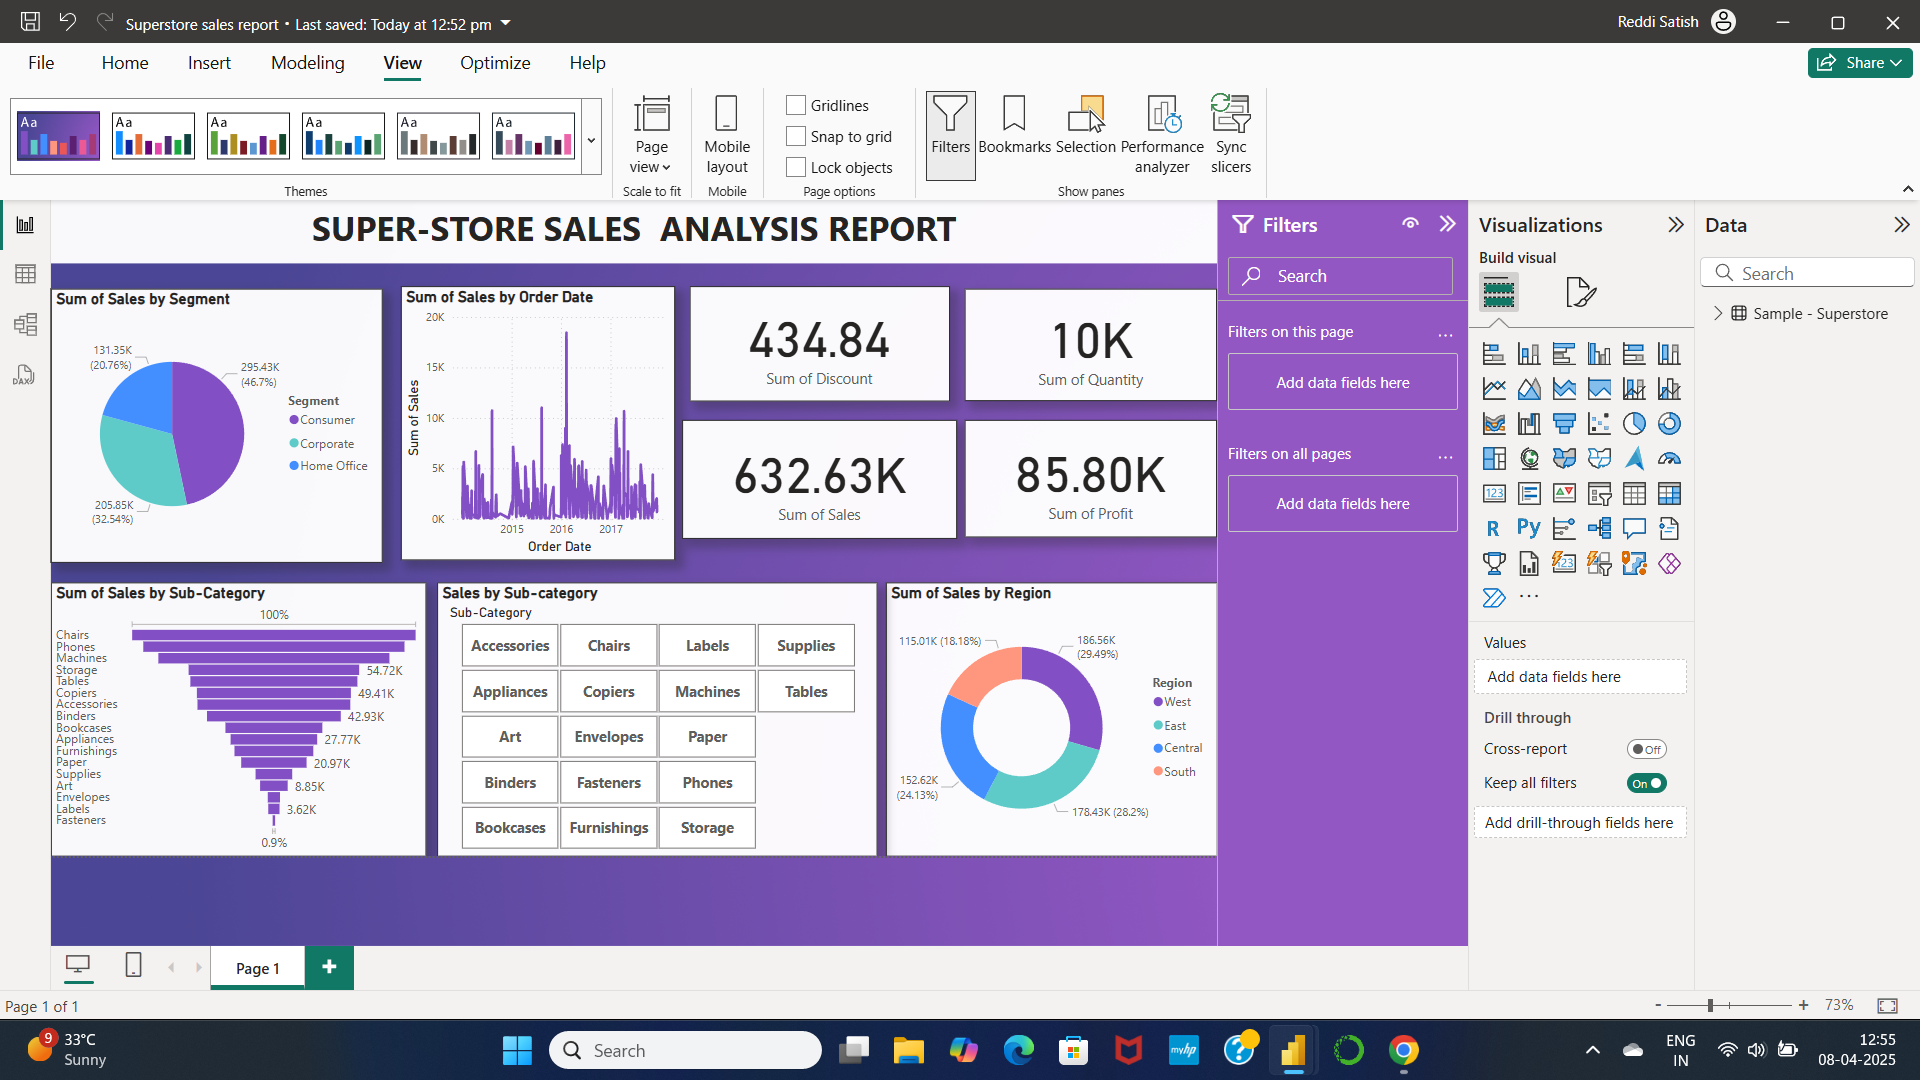 Superstore sales report • Last saved: Today at 12:52 pm
Reddi Satish
File Home Insert Modeling View Optimize Help
Share
Aa Aa Aa Aa Aa Aa
Themes
Page view
Scale to fit
Mobile layout
Mobile
Gridlines
Snap to grid
Lock objects
Page options
Filters
Bookmarks
Selection
Performance analyzer
Sync slicers
Show panes
SUPER-STORE SALES ANALYSIS REPORT
Sum of Sales by Segment
131.35K
(20.76%)
295.43K
(46.7%)
205.85K
(32.54%)
Segment
Consumer
Corporate
Home Office
Sum of Sales by Order Date
Sum of Sales
20K
15K
10K
5K
0K
2015 2016 2017
Order Date
434.84
Sum of Discount
10K
Sum of Quantity
632.63K
Sum of Sales
85.80K
Sum of Profit
Sum of Sales by Sub-Category
100%
Chairs
Phones
Machines
Storage 54.72K
Tables
Copiers 49.41K
Accessories
Binders 42.93K
Bookcases
Appliances 27.77K
Furnishings
Paper 20.97K
Supplies
Art 8.85K
Envelopes
Labels 3.62K
Fasteners
0.9%
Sales by Sub-category
Sub-Category
Accessories Chairs Labels Supplies
Appliances Copiers Machines Tables
Art Envelopes Paper
Binders Fasteners Phones
Bookcases Furnishings Storage
Sum of Sales by Region
115.01K (18.18%)
186.56K
(29.49%)
152.62K
(24.13%)
178.43K (28.2%)
Region
West
East
Central
South
Filters
Search
Filters on this page ...
Add data fields here
Filters on all pages ...
Add data fields here
Visualizations
Build visual
123
R Py
123
...
Values
Add data fields here
Drill through
Cross-report Off
Keep all filters On
Add drill-through fields here
Data
Search
Sample - Superstore
DAX
Page 1
+
Page 1 of 1
- + 73%
9
33°C
Sunny
Search
myhp
ENG
IN
12:55
08-04-2025